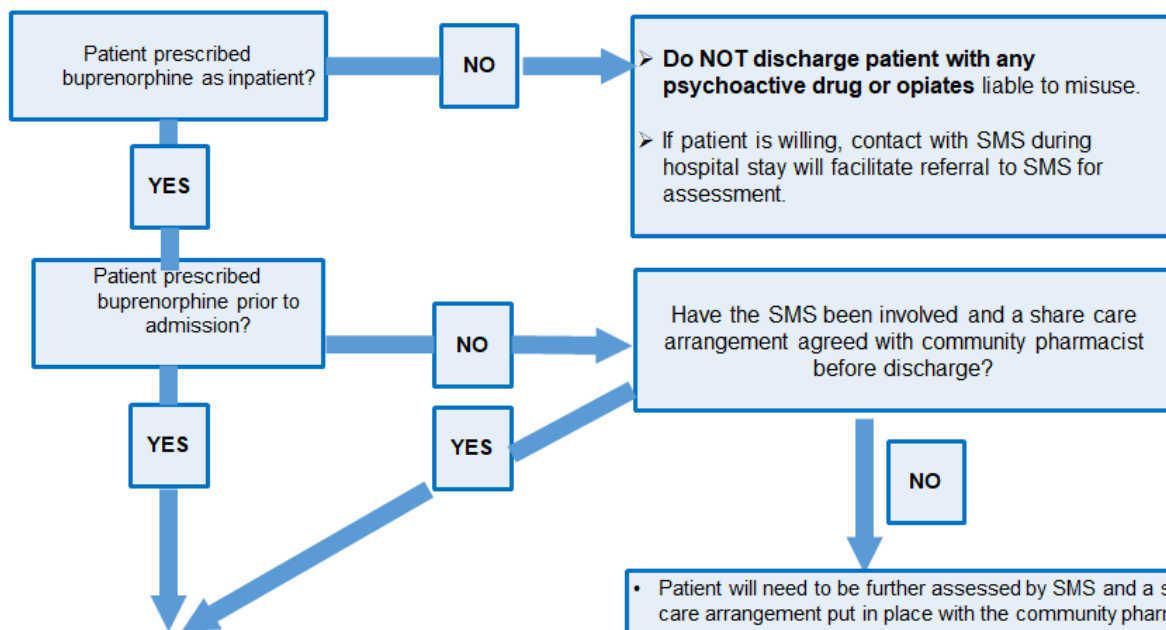 Patient prescribed
buprenorphine as inpatient?
NO
➢ Do NOT discharge patient with any
psychoactive drug or opiates liable to misuse.
➢ If patient is willing, contact with SMS during
hospital stay will facilitate referral to SMS for
assessment.
YES
Patient prescribed
buprenorphine prior to
admission?
NO
Have the SMS been involved and a share care
arrangement agreed with community pharmacist
before discharge?
YES
YES
NO
• Patient will need to be further assessed by SMS and a
care arrangement put in place with the community